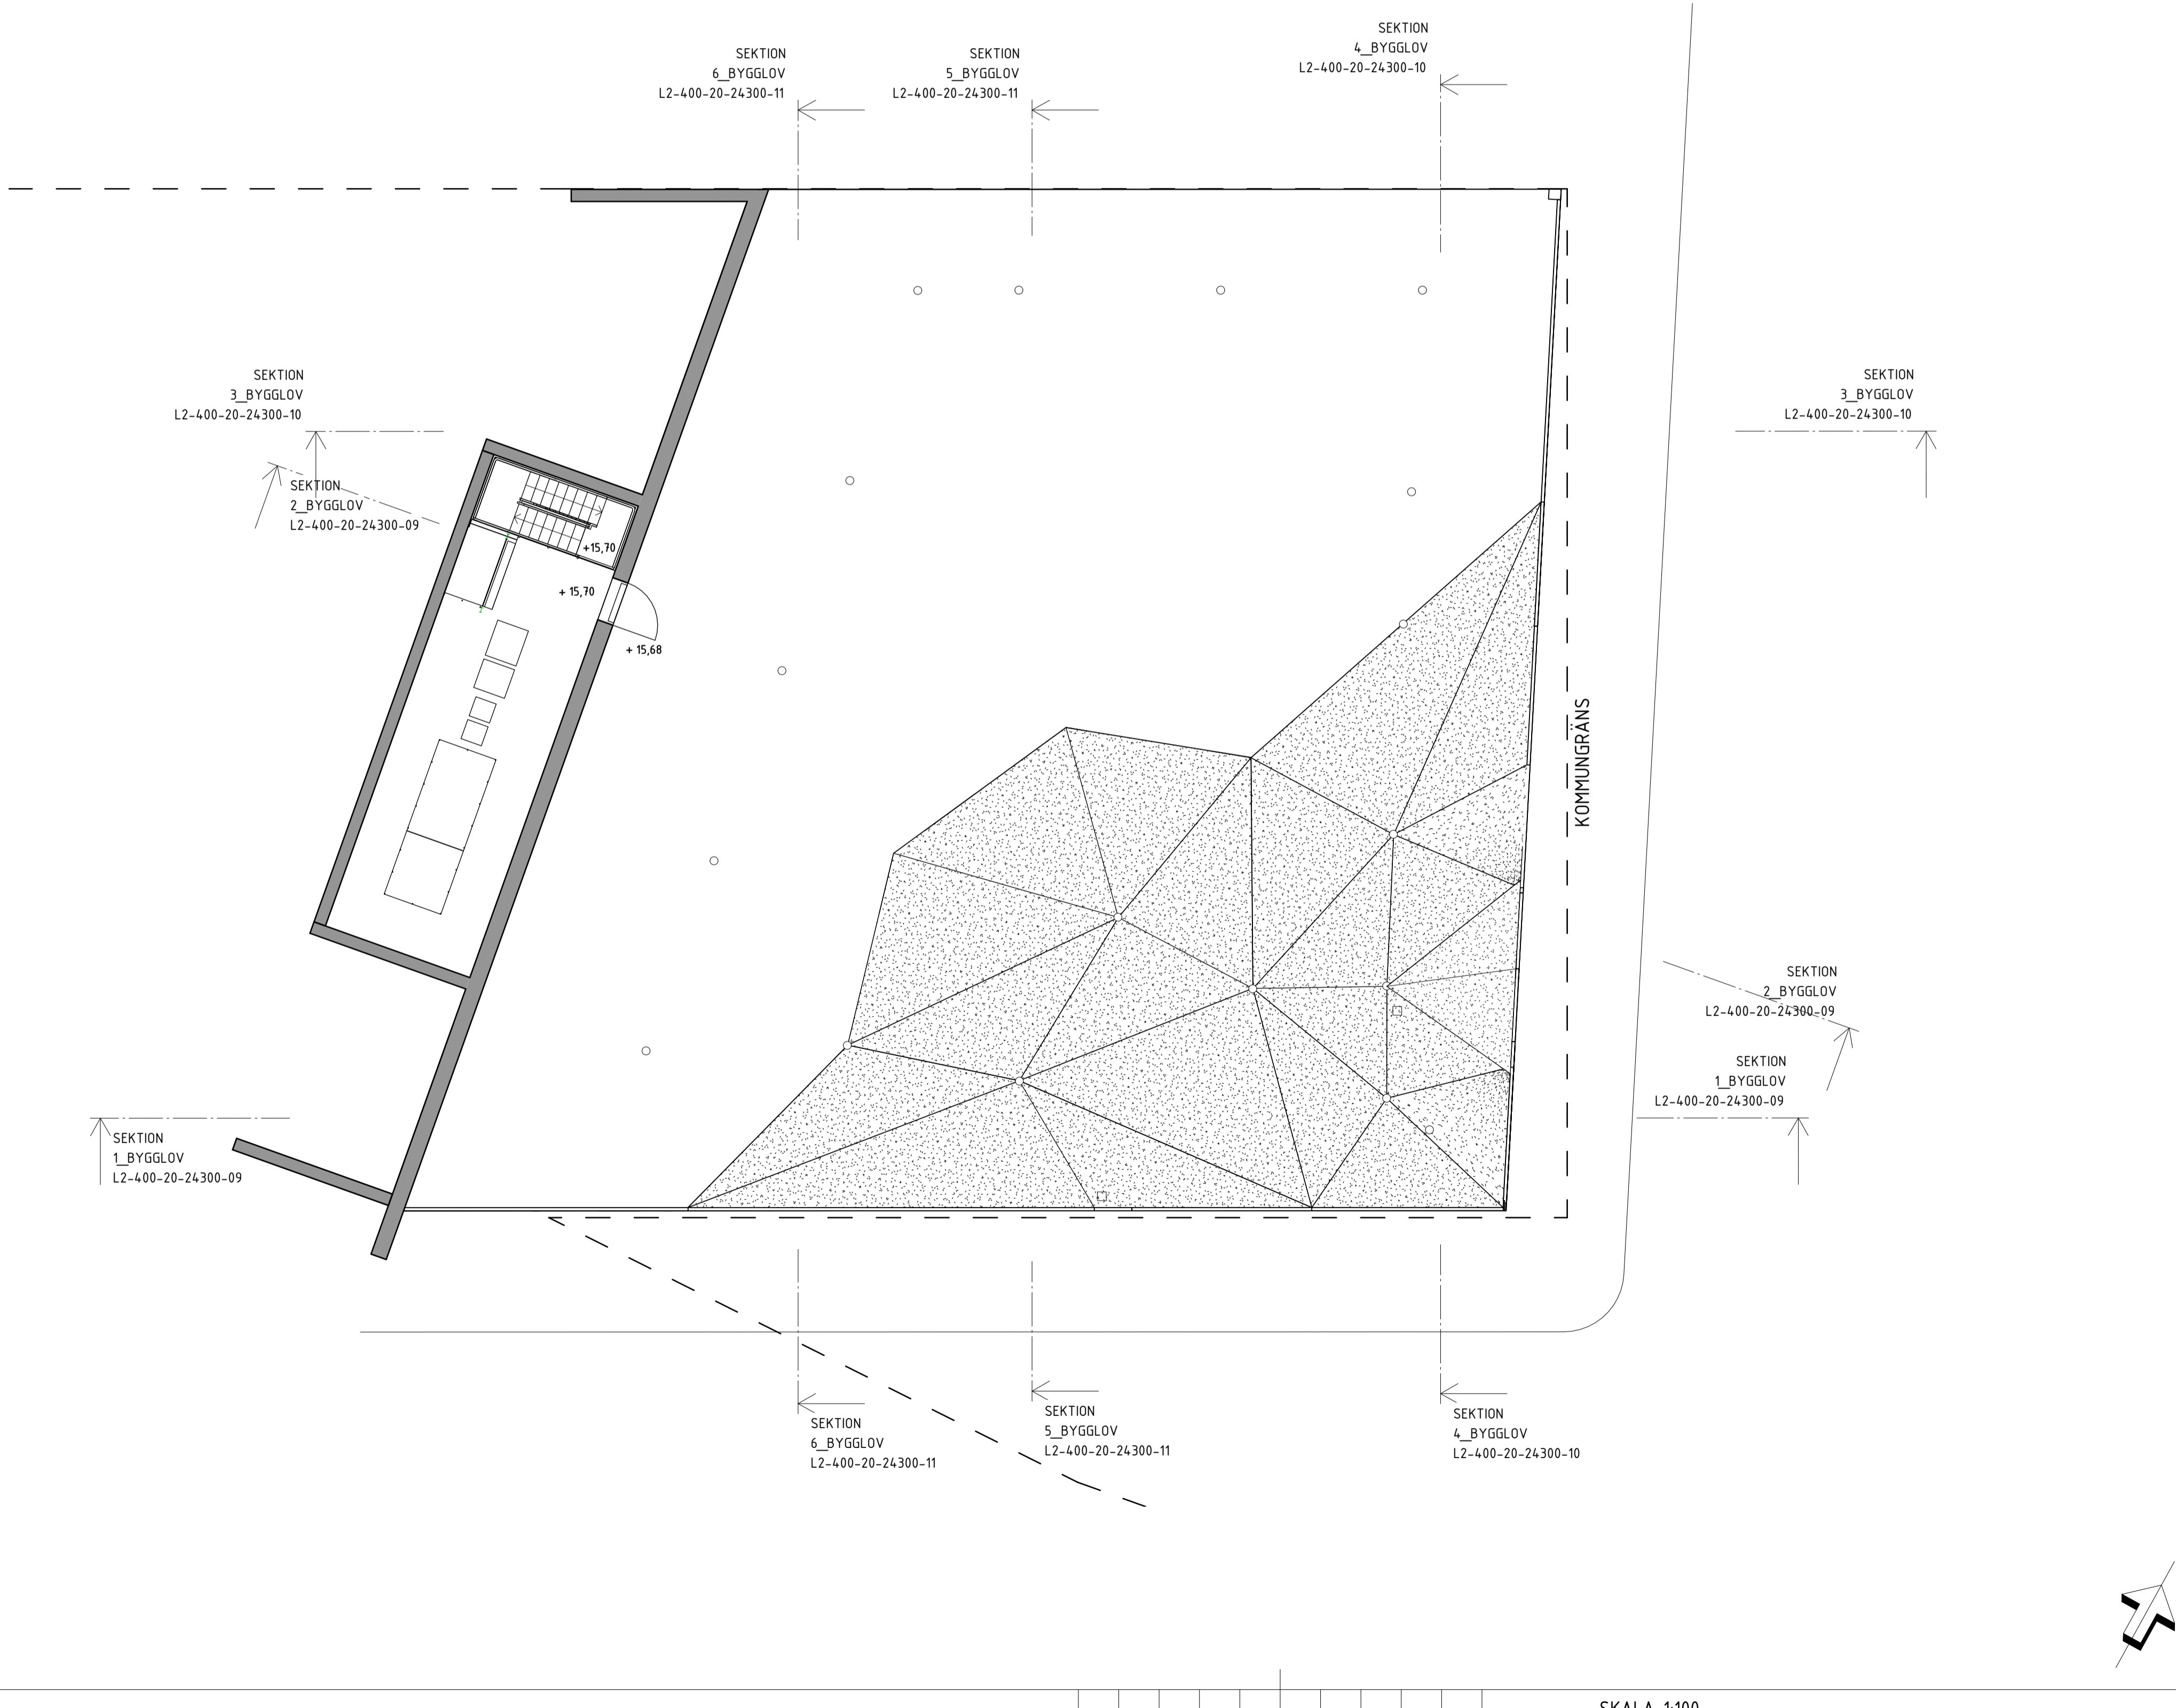 SEKTION
4_BYGGLOV
L2-400-20-24300-10
SEKTION
6_BYGGLOV
L2-400-20-24300-11
SEKTION
5_BYGGLOV
L2-400-20-24300-11
SEKTION
3_BYGGLOV
L2-400-20-24300-10
SEKTION
3_BYGGLOV
L2-400-20-24300-10
SEKTION
2_BYGGLOV
L2-400-20-24300-09
+15,70
+ 15,70
+ 15,68
KOMMUNGRÄNS
SEKTION
2_BYGGLOV
L2-400-20-24300-09
SEKTION
1_BYGGLOV
L2-400-20-24300-09
SEKTION
1_BYGGLOV
L2-400-20-24300-09
SEKTION
6_BYGGLOV
L2-400-20-24300-11
SEKTION
5_BYGGLOV
L2-400-20-24300-11
SEKTION
4_BYGGLOV
L2-400-20-24300-10
SKALA 1:100